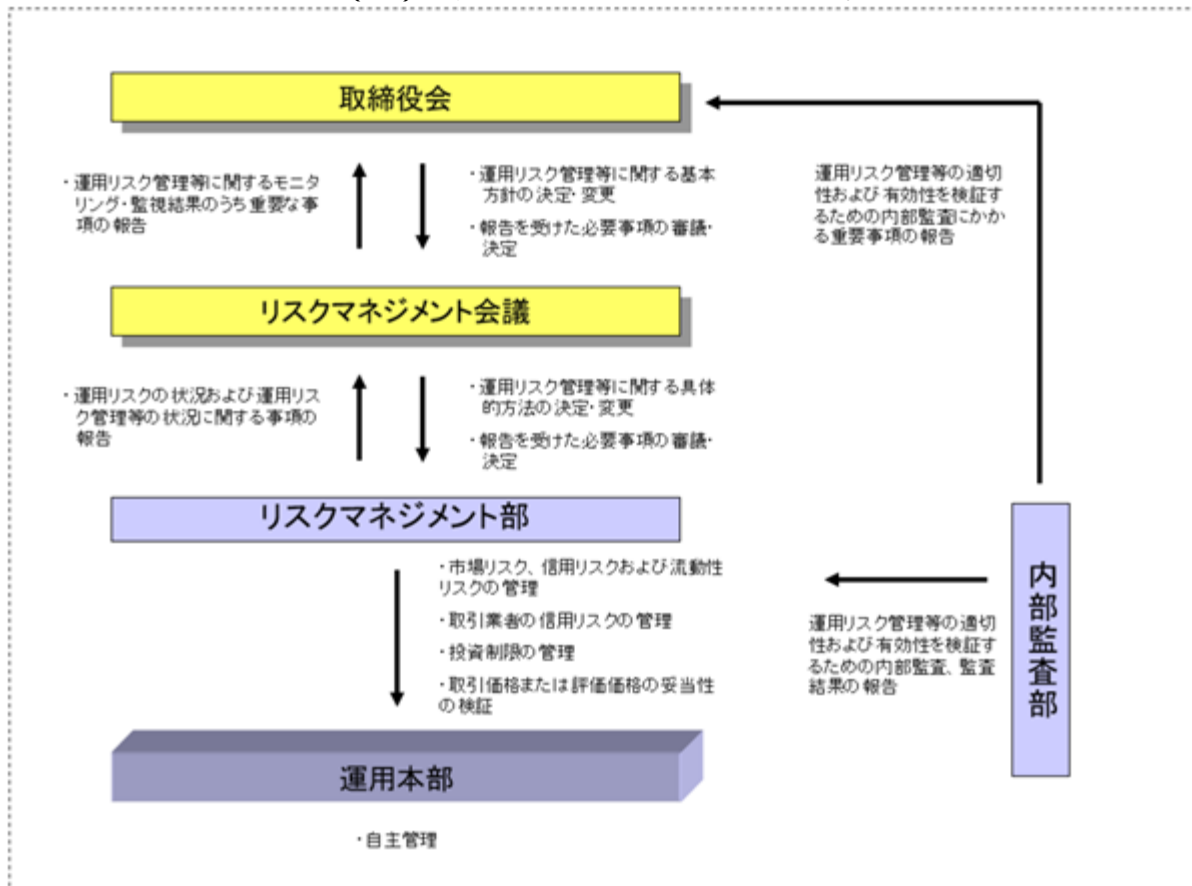 取締役会
・運用リスク管理等に関するモニタ
リング・監視結果のうち重要な事
項の報告
・運用リスク管理等に関する基本
方針の決定・変更
・報告を受けた必要事項の審議・
決定
運用リスク管理等の適切
性および有効性を検証す
るための内部監査にかか
る重要事項の報告
リスクマネジメント会議
・運用リスクの状況および運用リス
ク管理等の状況に関する事項の
報告
・運用リスク管理等に関する具体
的方法の決定・変更
・報告を受けた必要事項の審議・
決定
リスクマネジメント部
・市場リスク、信用リスクおよび流動性
リスクの管理
・取引業者の信用リスクの管理
・投資制限の管理
・取引価格または評価価格の妥当性
の検証
内部監査部
運用リスク管理等の適切
性および有効性を検証す
るための内部監査、監査
結果の報告
運用本部
・自主管理